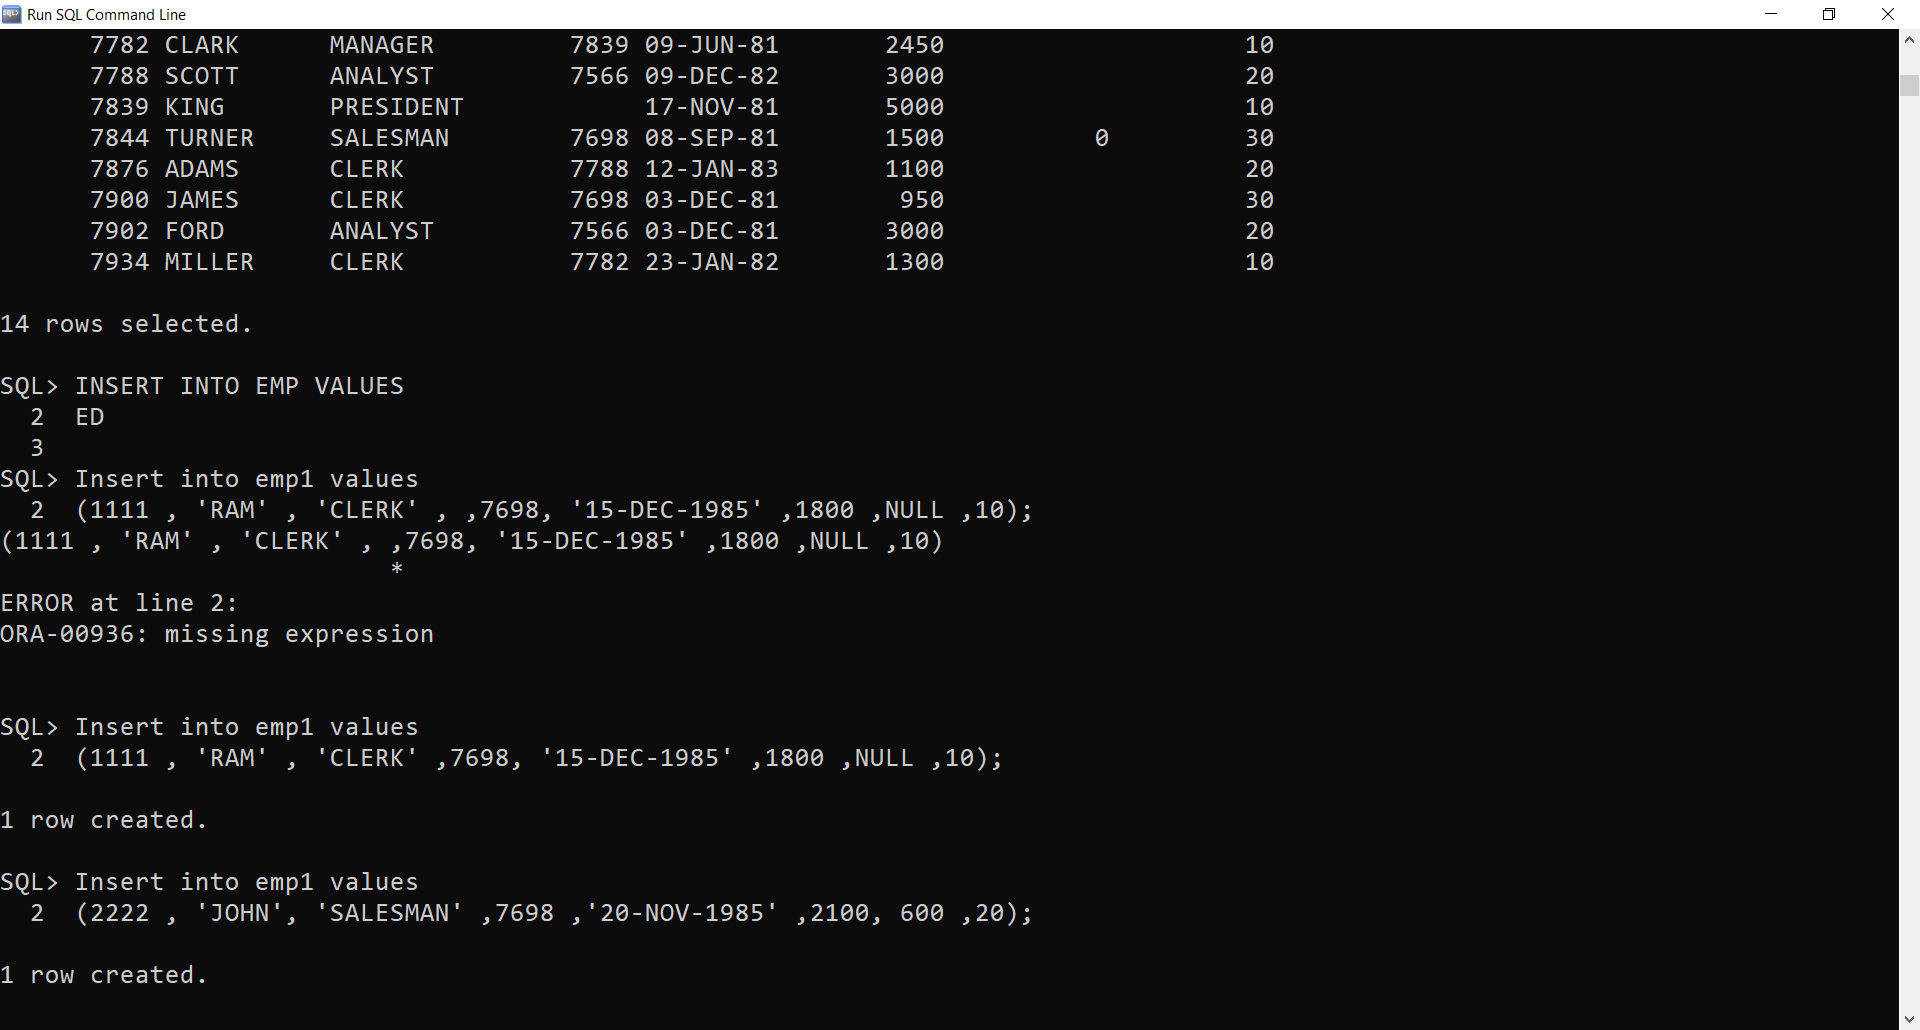 Run SQL Command Line
7782 CLARK      MANAGER         7839 09-JUN-81       2450                    10
7788 SCOTT      ANALYST         7566 09-DEC-82       3000                    20
7839 KING       PRESIDENT            17-NOV-81       5000                    10
7844 TURNER     SALESMAN        7698 08-SEP-81       1500          0         30
7876 ADAMS      CLERK           7788 12-JAN-83       1100                    20
7900 JAMES      CLERK           7698 03-DEC-81        950                    30
7902 FORD       ANALYST         7566 03-DEC-81       3000                    20
7934 MILLER     CLERK           7782 23-JAN-82       1300                    10
14 rows selected.
SQL> INSERT INTO EMP VALUES
  2  ED
  3
SQL> Insert into emp1 values
  2  (1111 , 'RAM' , 'CLERK' , ,7698, '15-DEC-1985' ,1800 ,NULL ,10);
(1111 , 'RAM' , 'CLERK' , ,7698, '15-DEC-1985' ,1800 ,NULL ,10)
                          *
ERROR at line 2:
ORA-00936: missing expression
SQL> Insert into emp1 values
  2  (1111 , 'RAM' , 'CLERK' ,7698, '15-DEC-1985' ,1800 ,NULL ,10);
1 row created.
SQL> Insert into emp1 values
  2  (2222 , 'JOHN', 'SALESMAN' ,7698 ,'20-NOV-1985' ,2100, 600 ,20);
1 row created.